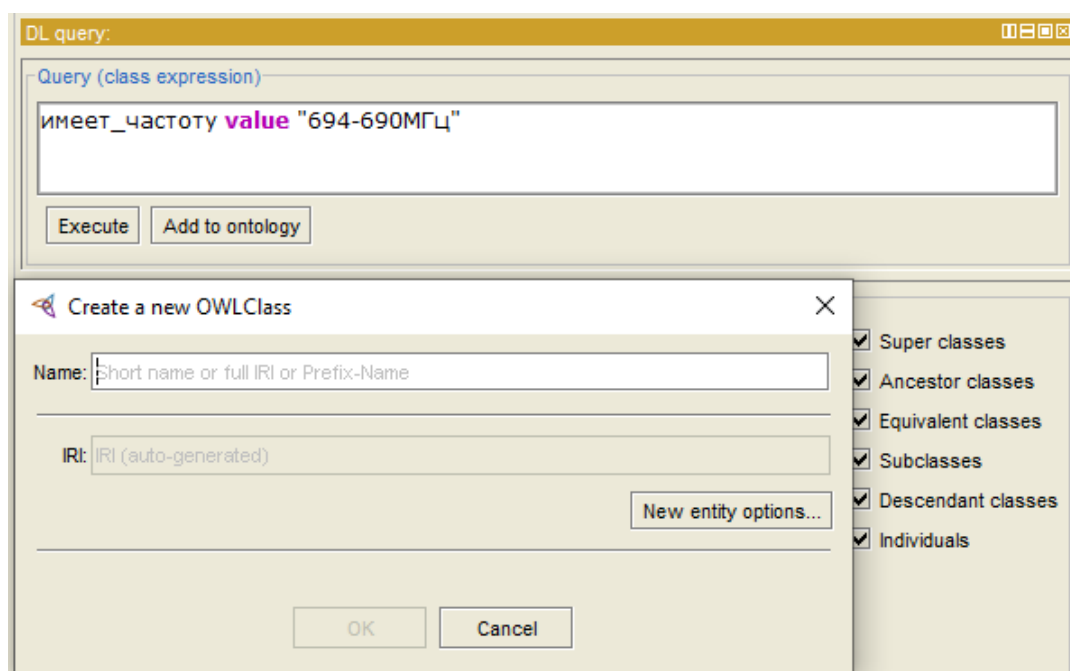 DL query:
Query (class expression)
имеет_частоту value "694-690МГц"
Execute Add to ontology
Create a new OWLClass
Name: Short name or full IRI or Prefix-Name
IRI: IRI (auto-generated)
New entity options...
OK Cancel
Super classes
Ancestor classes
Equivalent classes
Subclasses
Descendant classes
Individuals